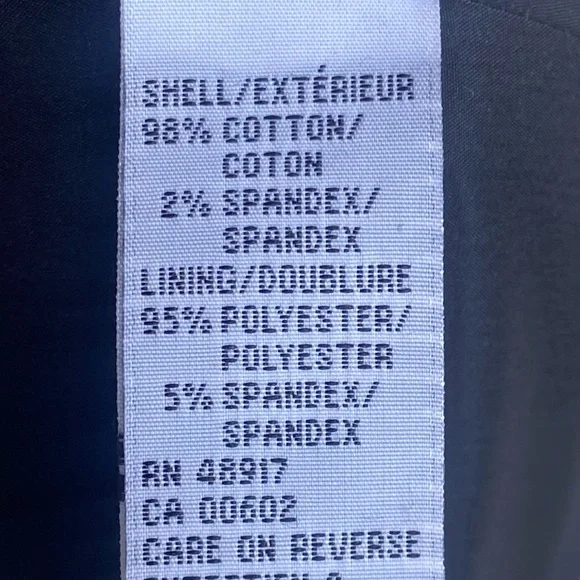 SHELL/EXTÉRIEUR
98% COTTON/
COTON
2% SPANDEX/
SPANDEX
LINING/DOUBLURE
95% POLYESTER/
POLYESTER
5% SPANDEX/
SPANDEX
RN 48917
CA 00602
CARE ON REVERSE